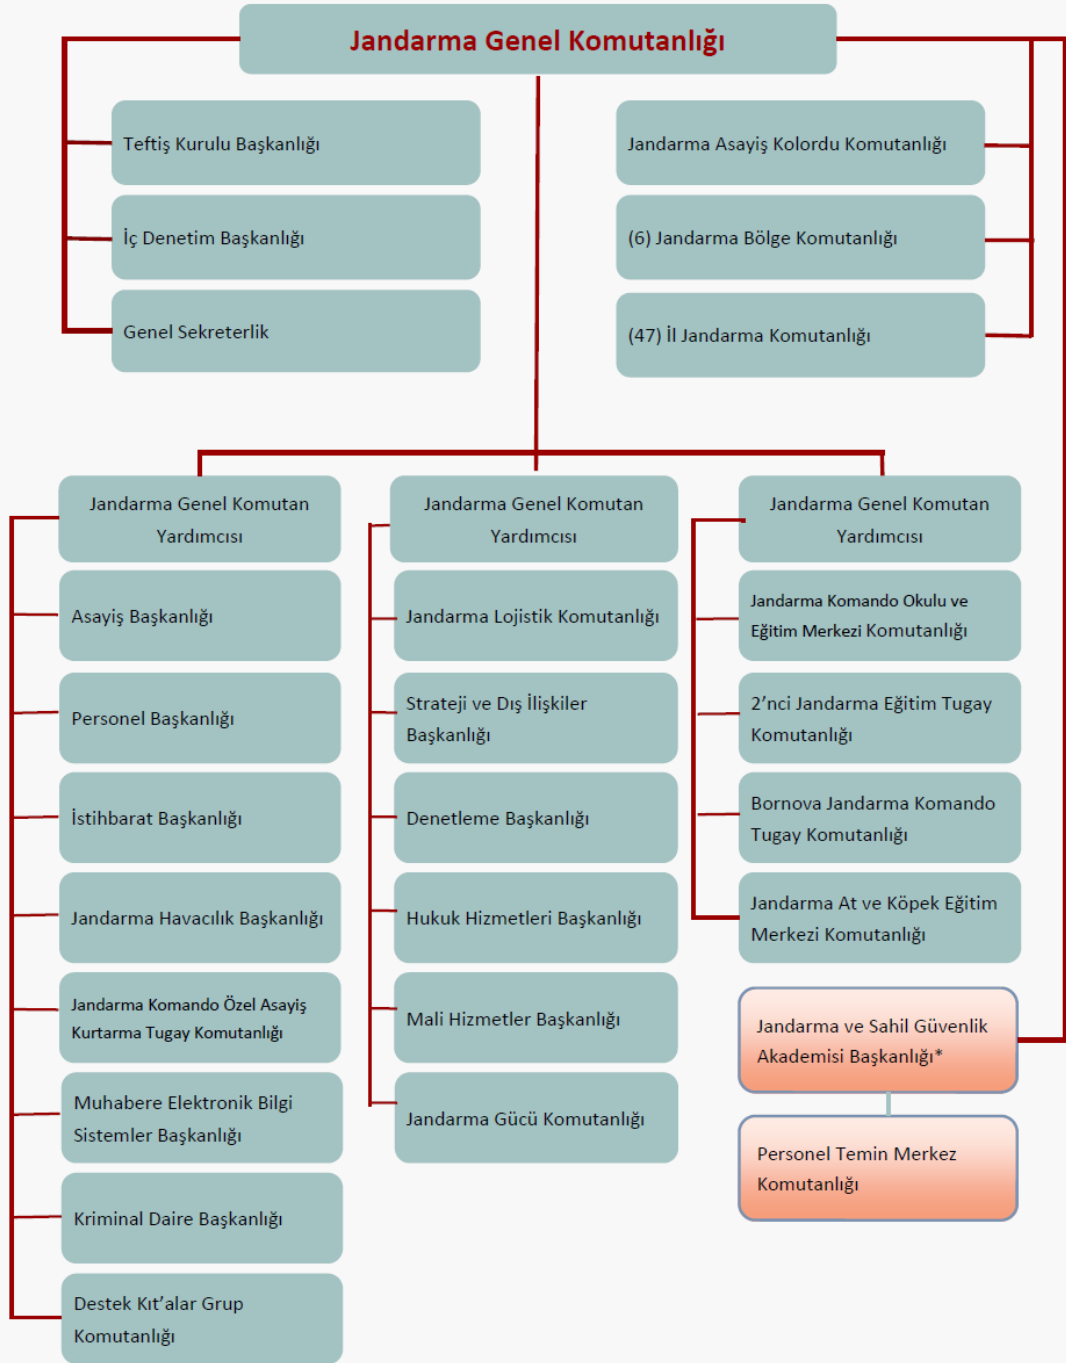 Jandarma Genel Komutanlığı
Teftiş Kurulu Başkanlığı
İç Denetim Başkanlığı
Genel Sekreterlik
Jandarma Asayiş Kolordu Komutanlığı
(6) Jandarma Bölge Komutanlığı
(47) İl Jandarma Komutanlığı
Jandarma Genel Komutan
Yardımcısı
Asayiş Başkanlığı
Personel Başkanlığı
İstihbarat Başkanlığı
Jandarma Havacılık Başkanlığı
Jandarma Komando Özel Asayiş
Kurtarma Tugay Komutanlığı
Muhabere Elektronik Bilgi
Sistemler Başkanlığı
Kriminal Daire Başkanlığı
Destek Kıt’alar Grup
Komutanlığı
Jandarma Genel Komutan
Yardımcısı
Jandarma Lojistik Komutanlığı
Strateji ve Dış İlişkiler
Başkanlığı
Denetleme Başkanlığı
Hukuk Hizmetleri Başkanlığı
Mali Hizmetler Başkanlığı
Jandarma Gücü Komutanlığı
Jandarma Genel Komutan
Yardımcısı
Jandarma Komando Okulu ve
Eğitim Merkezi Komutanlığı
2’nci Jandarma Eğitim Tugay
Komutanlığı
Bornova Jandarma Komando
Tugay Komutanlığı
Jandarma At ve Köpek Eğitim
Merkezi Komutanlığı
Jandarma ve Sahil Güvenlik
Akademisi Başkanlığı*
Personel Temin Merkez
Komutanlığı